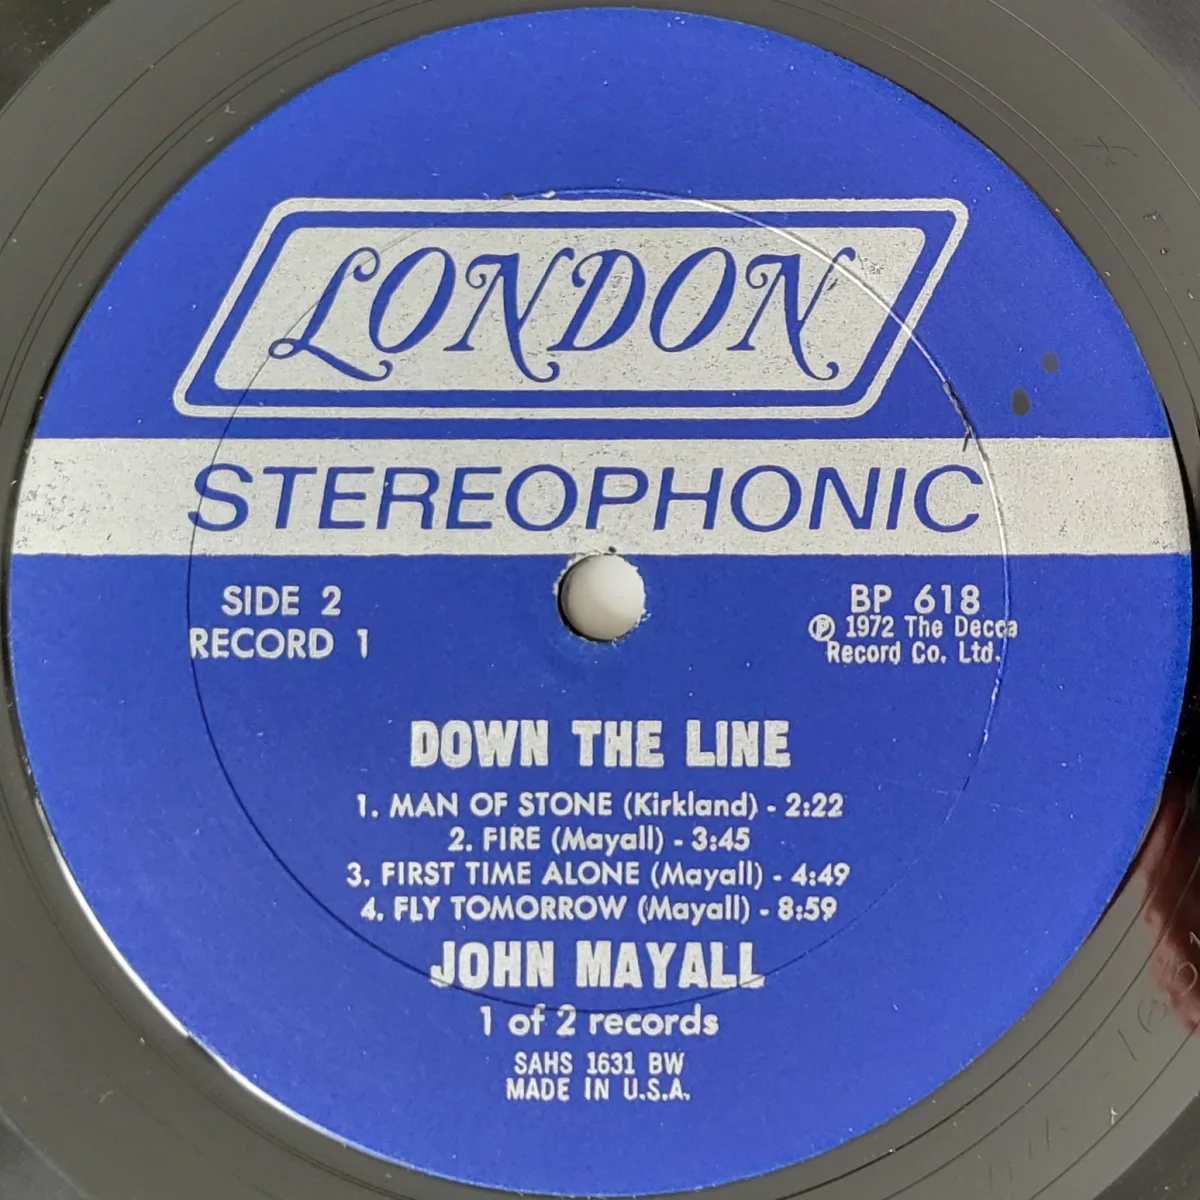 LONDON
STEREOPHONIC
SIDE 2
RECORD 1
BP 618
℗ 1972 The Decca
Record Co. Ltd.
DOWN THE LINE
1. MAN OF STONE (Kirkland) - 2:22
2. FIRE (Mayall) - 3:45
3. FIRST TIME ALONE (Mayall) - 4:49
4. FLY TOMORROW (Mayall) - 8:59
JOHN MAYALL
1 of 2 records
SAHS 1631 BW
MADE IN U.S.A.